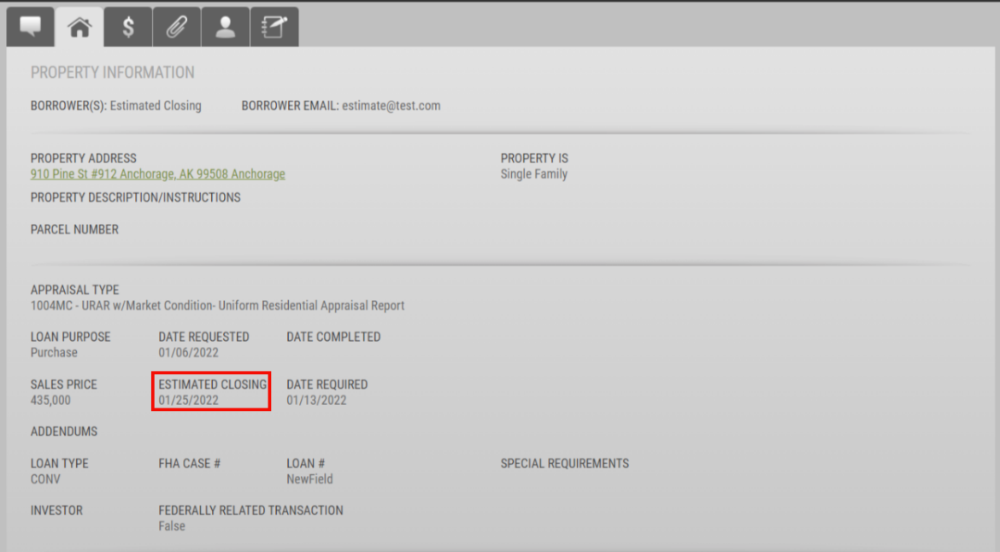 PROPERTY INFORMATION
BORROWER(S): Estimated Closing BORROWER EMAIL: estimate@test.com
PROPERTY ADDRESS PROPERTY IS
910 Pine St #912 Anchorage, AK 99508 Anchorage Single Family
PROPERTY DESCRIPTION/INSTRUCTIONS
PARCEL NUMBER
APPRAISAL TYPE
1004MC - URAR w/Market Condition- Uniform Residential Appraisal Report
LOAN PURPOSE DATE REQUESTED DATE COMPLETED
Purchase 01/06/2022
SALES PRICE ESTIMATED CLOSING DATE REQUIRED
435,000 01/25/2022 01/13/2022
ADDENDUMS
LOAN TYPE FHA CASE # LOAN # SPECIAL REQUIREMENTS
CONV NewField
INVESTOR FEDERALLY RELATED TRANSACTION
False